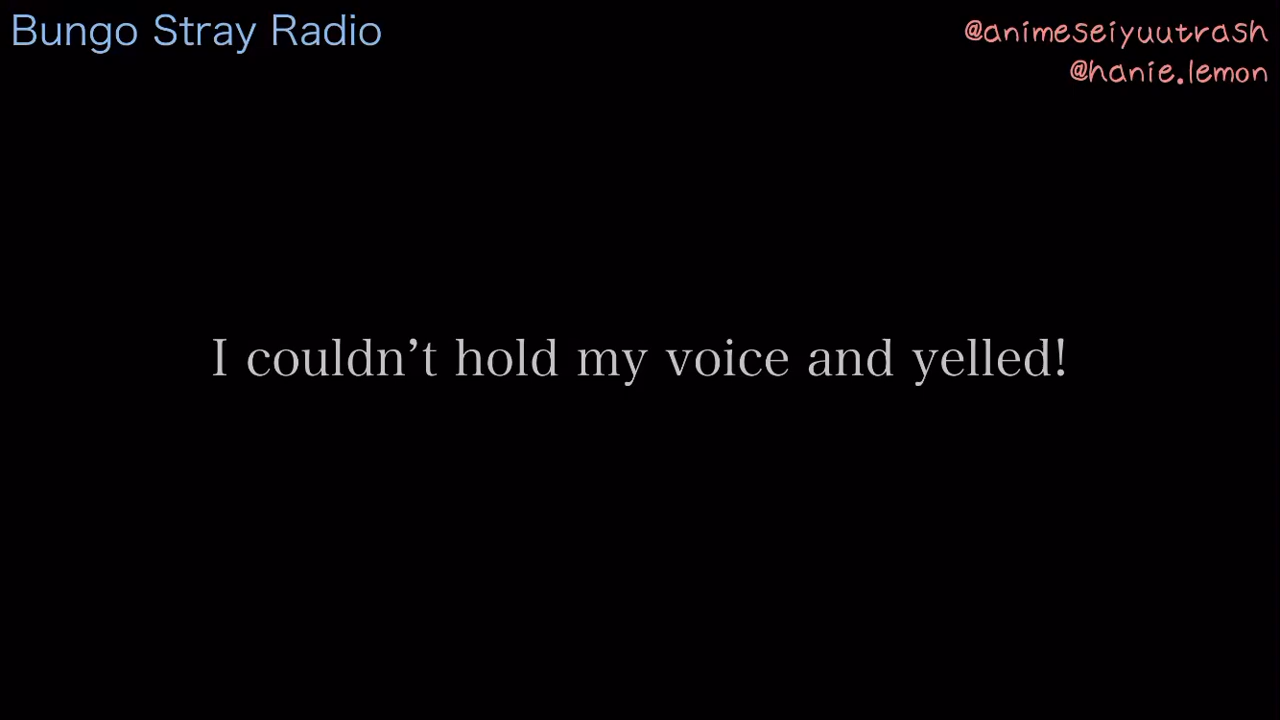 Bungo Stray Radio
@animeseiyuutrash
@hanie.lemon
I couldn’t hold my voice and yelled!